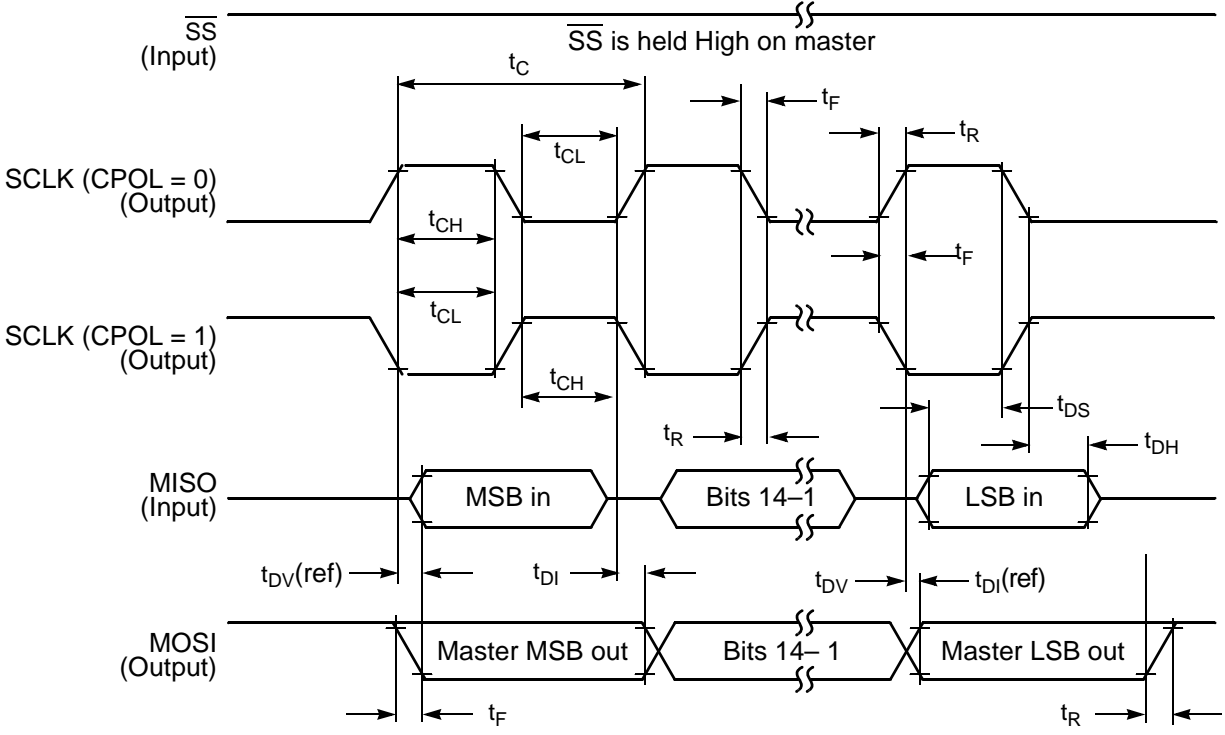 SS
(Input)
SS is held High on master
tC
tF
tR
tCL
SCLK (CPOL = 0)
(Output)
tCH
tF
tCL
SCLK (CPOL = 1)
(Output)
tCH
tDS
tR
tDH
MISO
(Input)
MSB in
Bits 14–1
LSB in
tDV(ref)
tDI
tDV
tDI(ref)
MOSI
(Output)
Master MSB out
Bits 14– 1
Master LSB out
tF
tR